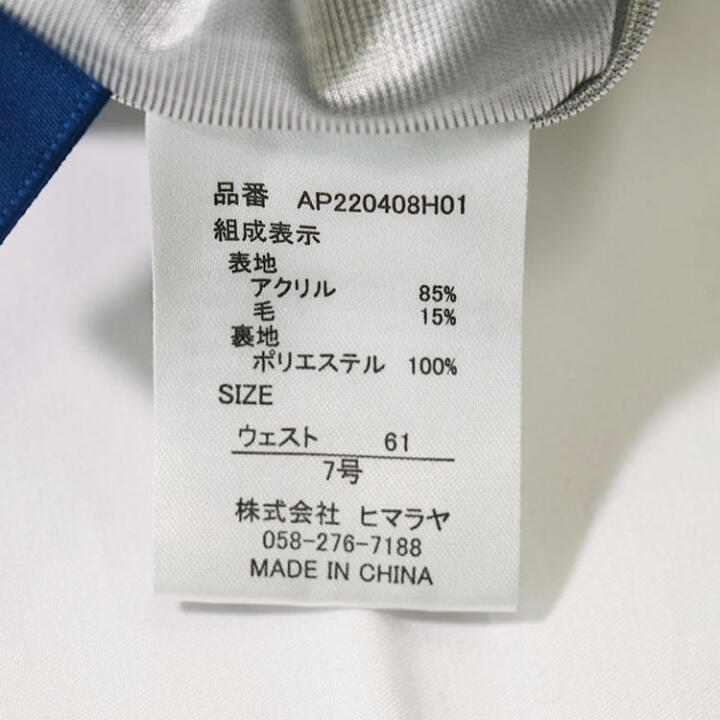 品番 AP220408H01
組成表示
表地
アクリル 85%
毛 15%
裏地
ポリエステル 100%
SIZE
ウェスト 61
7号
株式会社 ヒマラヤ
058-276-7188
MADE IN CHINA